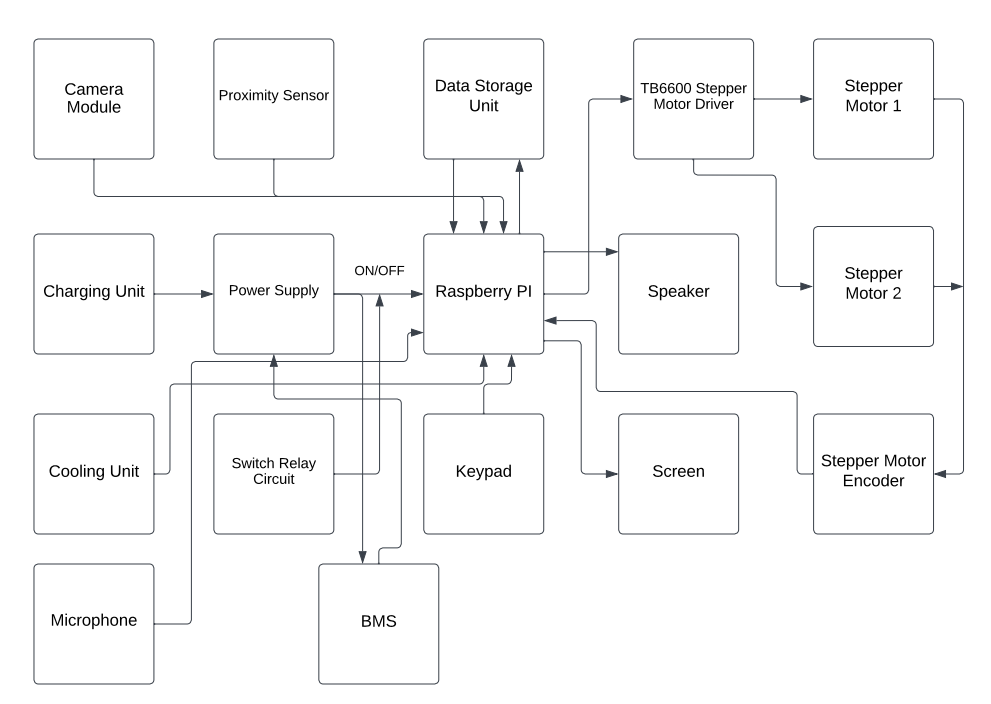 Camera
Module
Proximity Sensor
Data Storage
Unit
TB6600 Stepper
Motor Driver
Stepper
Motor 1
Charging Unit
Power Supply
ON/OFF
Raspberry PI
Speaker
Stepper
Motor 2
Cooling Unit
Switch Relay
Circuit
Keypad
Screen
Stepper Motor
Encoder
Microphone
BMS